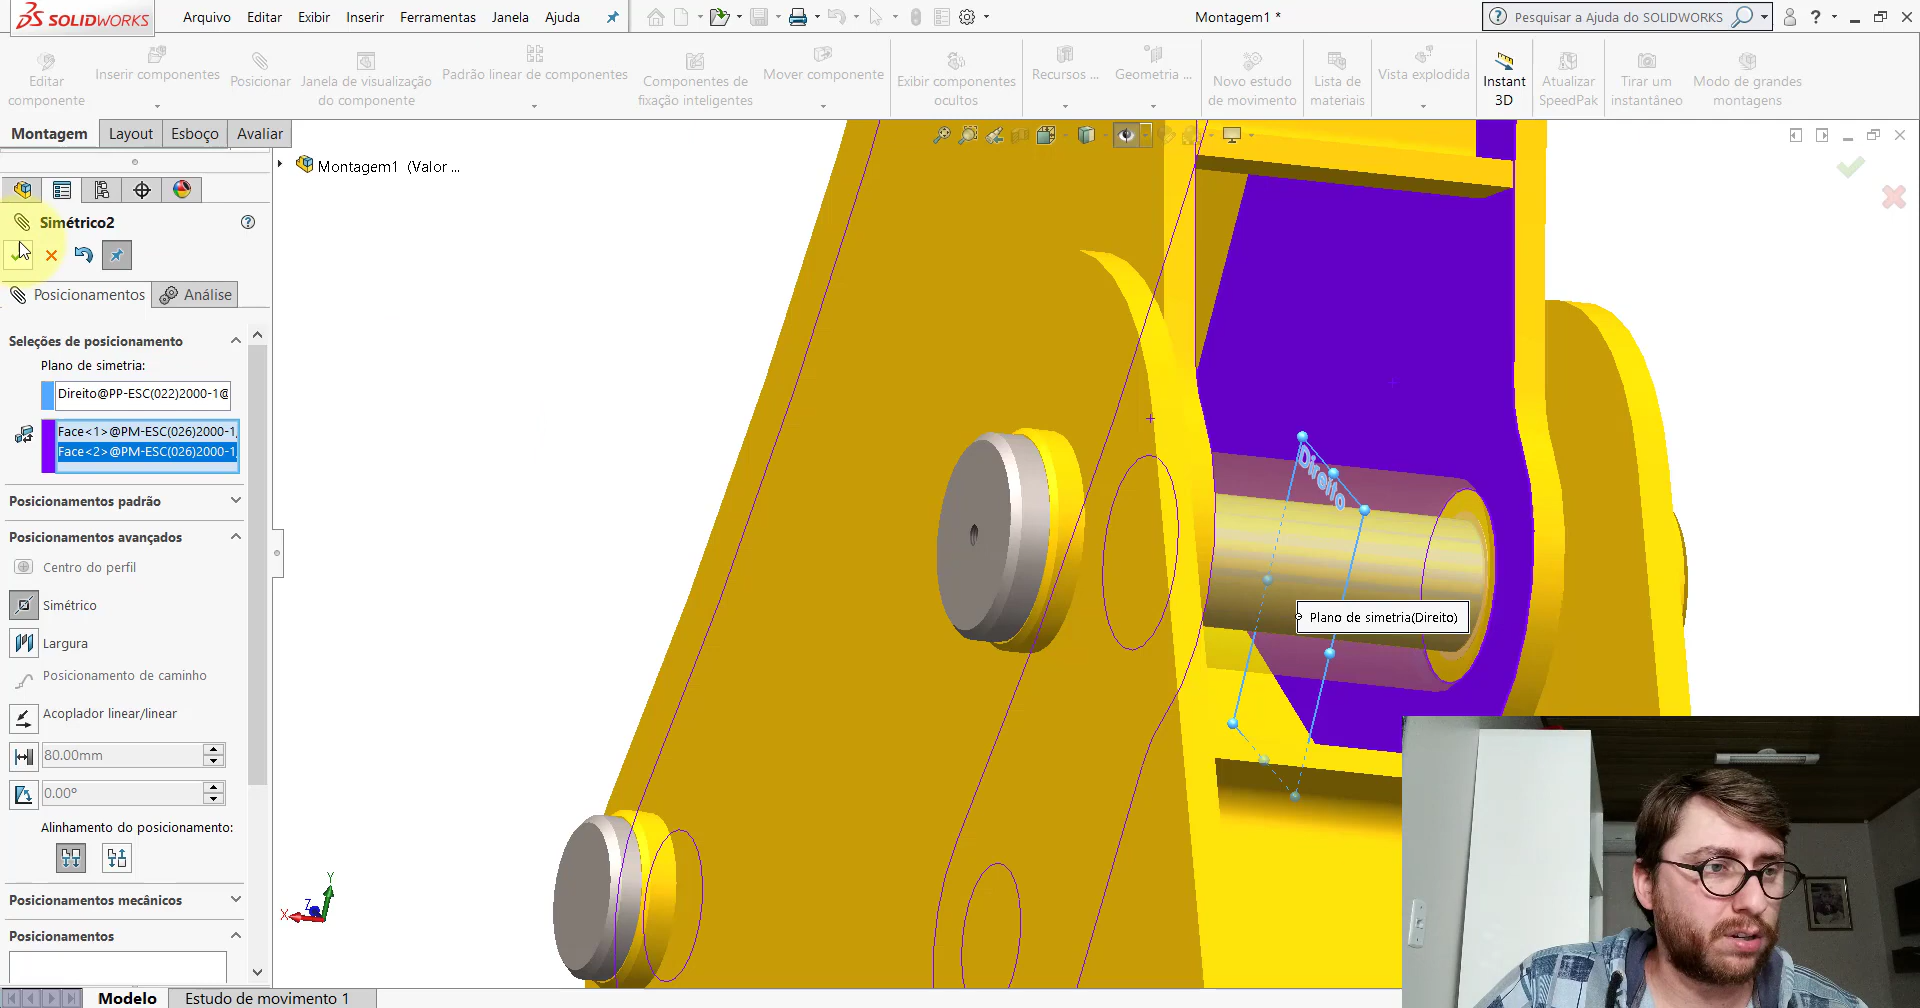 SOLIDWORKS
Arquivo Editar Exibir Inserir Ferramentas Janela Ajuda
Montagem1 *
Pesquisar a Ajuda do SOLIDWORKS
Editar componente
Inserir componentes
Posicionar
Janela de visualização do componente
Padrão linear de componentes
Componentes de fixação inteligentes
Mover componente
Exibir componentes ocultos
Recursos ...
Geometria ...
Novo estudo de movimento
Lista de materiais
Vista explodida
Instant 3D
Atualizar SpeedPak
Tirar um instantâneo
Modo de grandes montagens
Montagem Layout Esboço Avaliar
Montagem1 (Valor ...
Simétrico2
Posicionamentos Análise
Seleções de posicionamento
Plano de simetria:
Direito@PP-ESC(022)2000-1@
Face<1>@PM-ESC(026)2000-1,
Face<2>@PM-ESC(026)2000-1,
Posicionamentos padrão
Posicionamentos avançados
Centro do perfil
Simétrico
Largura
Posicionamento de caminho
Acoplador linear/linear
80.00mm
0.00°
Alinhamento do posicionamento:
Posicionamentos mecânicos
Posicionamentos
Direito
Plano de simetria(Direito)
Y
Z
X
Modelo Estudo de movimento 1